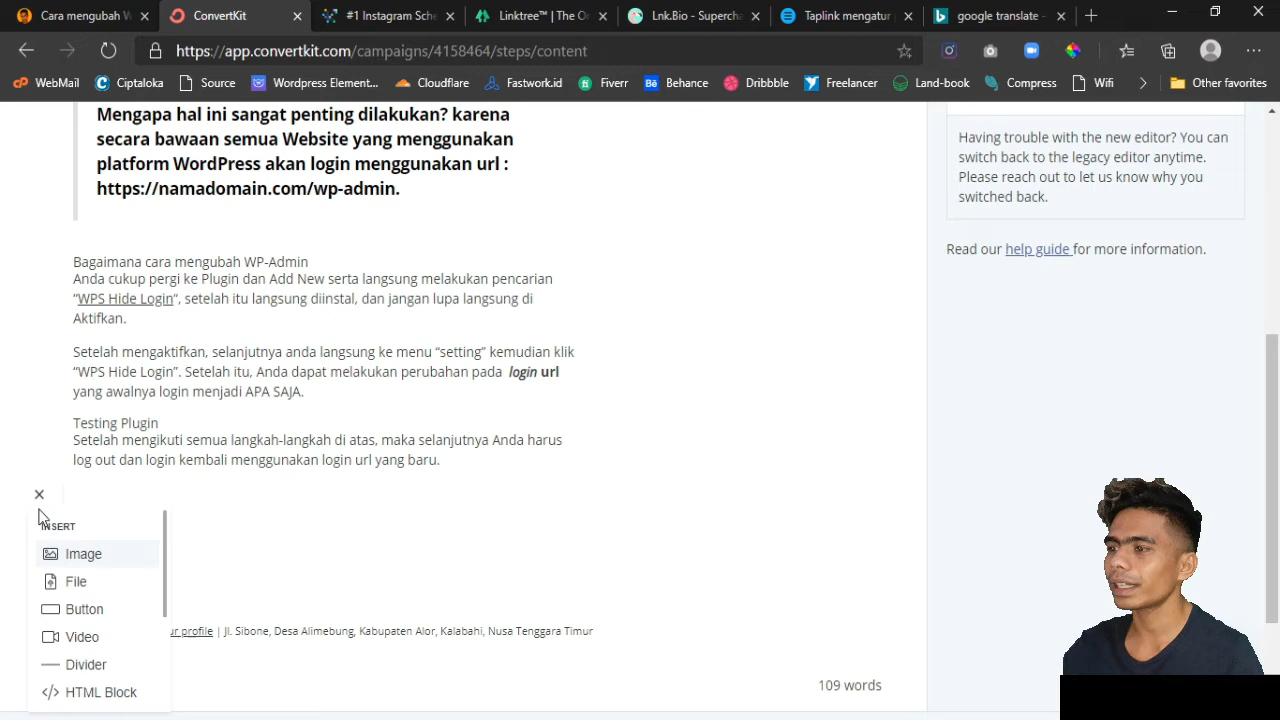 Cara mengubah W
ConvertKit
#1 Instagram Sche
Linktree™ | The O
Lnk.Bio - Supercha
Taplink mengatur
google translate -
https://app.convertkit.com/campaigns/4158464/steps/content
WebMail
Ciptaloka
Source
Wordpress Element...
Cloudflare
Fastwork.id
Fiverr
Behance
Dribbble
Freelancer
Land-book
Compress
Wifi
Other favorites
Mengapa hal ini sangat penting dilakukan? karena
secara bawaan semua Website yang menggunakan
platform WordPress akan login menggunakan url :
https://namadomain.com/wp-admin.
Having trouble with the new editor? You can
switch back to the legacy editor anytime.
Please reach out to let us know why you
switched back.
Read our help guide for more information.
Bagaimana cara mengubah WP-Admin
Anda cukup pergi ke Plugin dan Add New serta langsung melakukan pencarian
“WPS Hide Login“, setelah itu langsung diinstal, dan jangan lupa langsung di
Aktifkan.
Setelah mengaktifkan, selanjutnya anda langsung ke menu “setting” kemudian klik
“WPS Hide Login”. Setelah itu, Anda dapat melakukan perubahan pada login url
yang awalnya login menjadi APA SAJA.
Testing Plugin
Setelah mengikuti semua langkah-langkah di atas, maka selanjutnya Anda harus
log out dan login kembali menggunakan login url yang baru.
INSERT
Image
File
Button
Video
Divider
HTML Block
ur profile | Jl. Sibone, Desa Alimebung, Kabupaten Alor, Kalabahi, Nusa Tenggara Timur
109 words